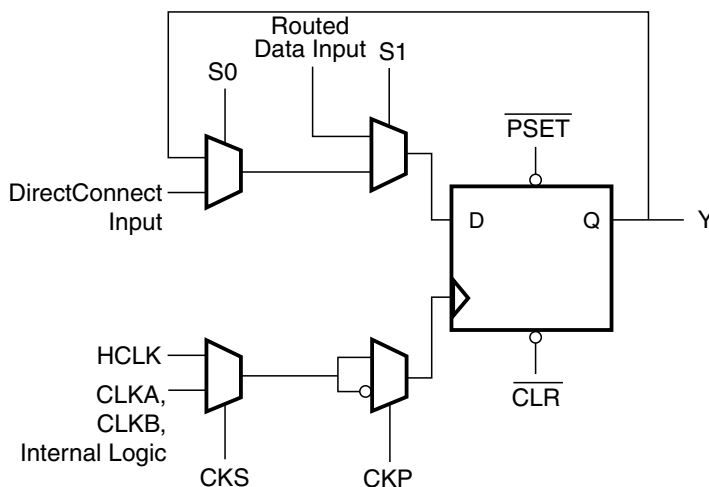 Routed
Data Input
S1
S0
PSET
DirectConnect
Input
D
Q
Y
HCLK
CLKA,
CLKB,
Internal Logic
CLR
CKS
CKP